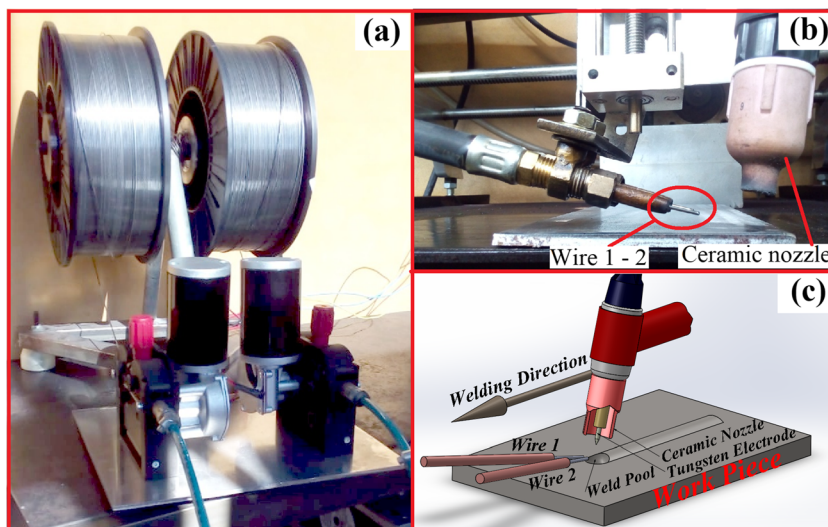 (a)
(b)
Wire 1 - 2
Ceramic nozzle
(c)
Welding Direction
Wire 1
Wire 2
Ceramic Nozzle
Tungsten Electrode
Weld Pool
Work Piece